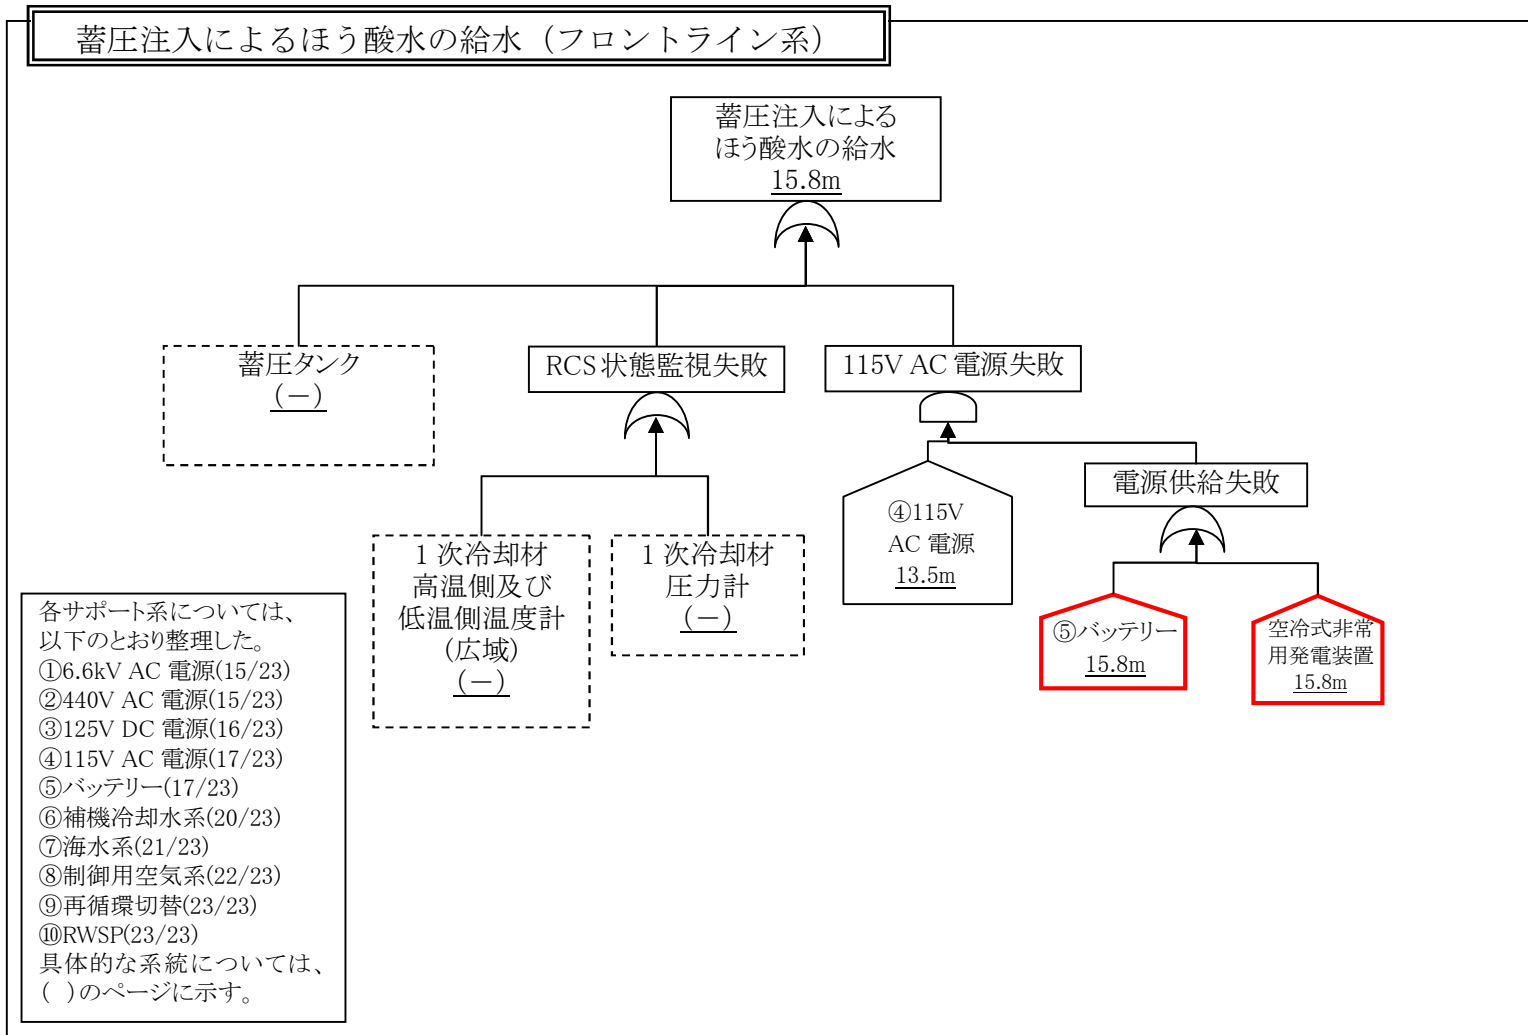 蓄圧注入によるほう酸水の給水（フロントライン系）
蓄圧注入による
ほう酸水の給水
15.8m
蓄圧タンク
(－)
RCS状態監視失敗
115V AC 電源失敗
1 次冷却材
高温側及び
低温側温度計
(広域)
(－)
1 次冷却材
圧力計
(－)
④115V
AC 電源
13.5m
電源供給失敗
⑤バッテリー
15.8m
空冷式非常
用発電装置
15.8m
各サポート系については、
以下のとおり整理した。
①6.6kV AC 電源(15/23)
②440V AC 電源(15/23)
③125V DC 電源(16/23)
④115V AC 電源(17/23)
⑤バッテリー(17/23)
⑥補機冷却水系(20/23)
⑦海水系(21/23)
⑧制御用空気系(22/23)
⑨再循環切替(23/23)
⑩RWSP(23/23)
具体的な系統については、
( )のページに示す。